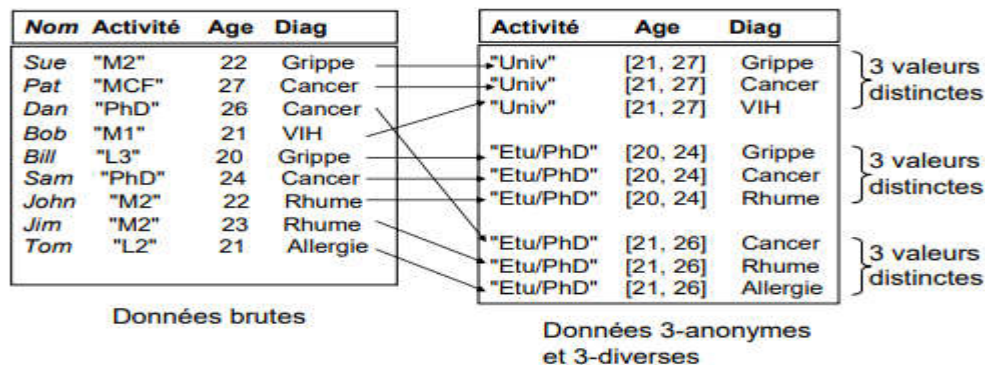 Nom Activité Age Diag
Sue "M2" 22 Grippe
Pat "MCF" 27 Cancer
Dan "PhD" 26 Cancer
Bob "M1" 21 VIH
Bill "L3" 20 Grippe
Sam "PhD" 24 Cancer
John "M2" 22 Rhume
Jim "M2" 23 Rhume
Tom "L2" 21 Allergie
Données brutes
Activité Age Diag
"Univ" [21, 27] Grippe
"Univ" [21, 27] Cancer
"Univ" [21, 27] VIH
3 valeurs
distinctes
"Etu/PhD" [20, 24] Grippe
"Etu/PhD" [20, 24] Cancer
"Etu/PhD" [20, 24] Rhume
3 valeurs
distinctes
"Etu/PhD" [21, 26] Cancer
"Etu/PhD" [21, 26] Rhume
"Etu/PhD" [21, 26] Allergie
3 valeurs
distinctes
Données 3-anonymes
et 3-diverses